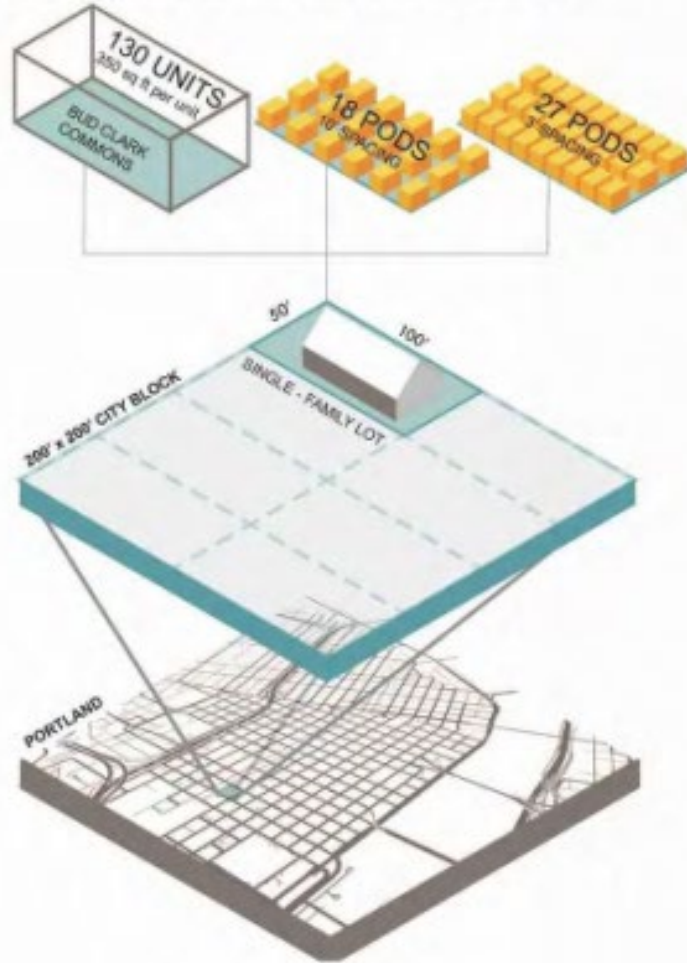 130 UNITS
350 sq ft per unit
BUD CLARK
COMMONS
18 PODS
10' SPACING
27 PODS
3' SPACING
50'
100'
SINGLE - FAMILY LOT
200' x 200' CITY BLOCK
PORTLAND